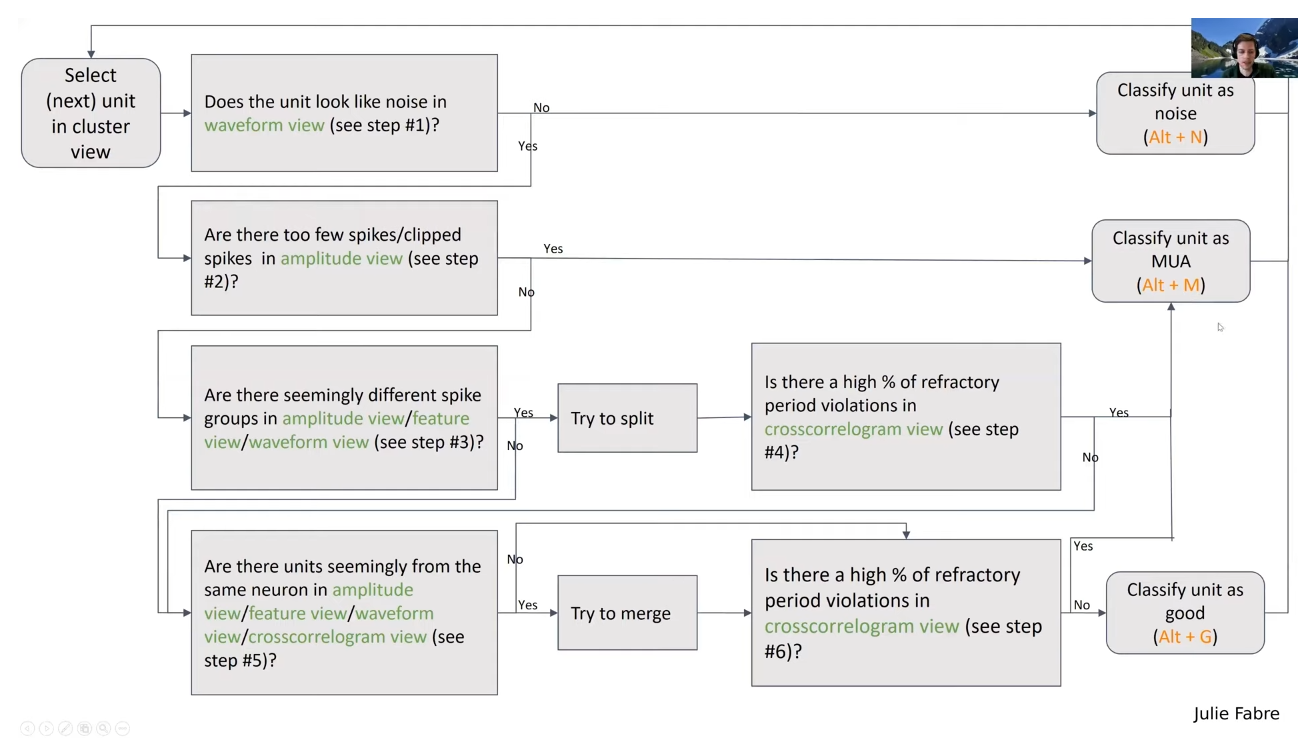 Select
(next) unit
in cluster
view
Does the unit look like noise in
waveform view (see step #1)?
No
Yes
Classify unit as
noise
(Alt + N)
Are there too few spikes/clipped
spikes in amplitude view (see step
#2)?
Yes
No
Classify unit as
MUA
(Alt + M)
Are there seemingly different spike
groups in amplitude view/feature
view/waveform view (see step #3)?
Yes
No
Try to split
Is there a high % of refractory
period violations in
crosscorrelogram view (see step
#4)?
Yes
No
Are there units seemingly from the
same neuron in amplitude
view/feature view/waveform
view/crosscorrelogram view (see
step #5)?
No
Yes
Try to merge
Is there a high % of refractory
period violations in
crosscorrelogram view (see step
#6)?
Yes
No
Classify unit as
good
(Alt + G)
Julie Fabre